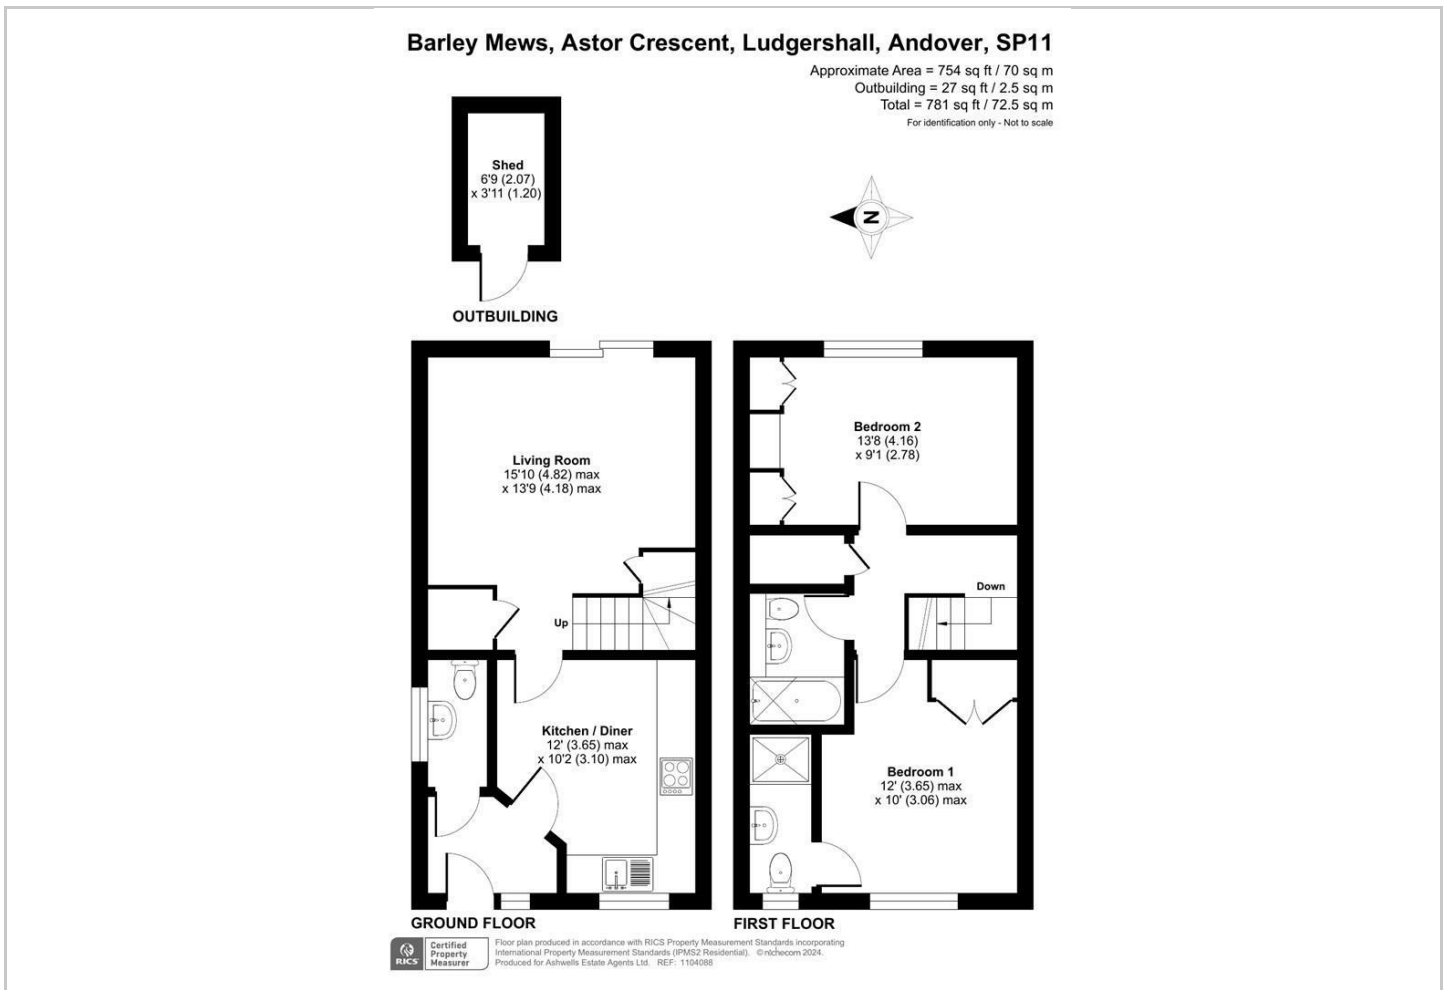 Barley Mews, Astor Crescent, Ludgershall, Andover, SP11
Approximate Area = 754 sq ft / 70 sq m
Outbuilding = 27 sq ft / 2.5 sq m
Total = 781 sq ft / 72.5 sq m
For identification only - Not to scale
Shed
6'9 (2.07)
x 3'11 (1.20)
N
OUTBUILDING
Living Room
15'10 (4.82) max
x 13'9 (4.18) max
Up
Kitchen / Diner
12' (3.65) max
x 10'2 (3.10) max
GROUND FLOOR
Bedroom 2
13'8 (4.16)
x 9'1 (2.78)
Down
Bedroom 1
12' (3.65) max
x 10' (3.06) max
FIRST FLOOR
RICS
Certified
Property
Measurer
Floor plan produced in accordance with RICS Property Measurement Standards incorporating
International Property Measurement Standards (IPMS2 Residential). © nichecom 2024.
Produced for Ashwells Estate Agents Ltd. REF: 1104088